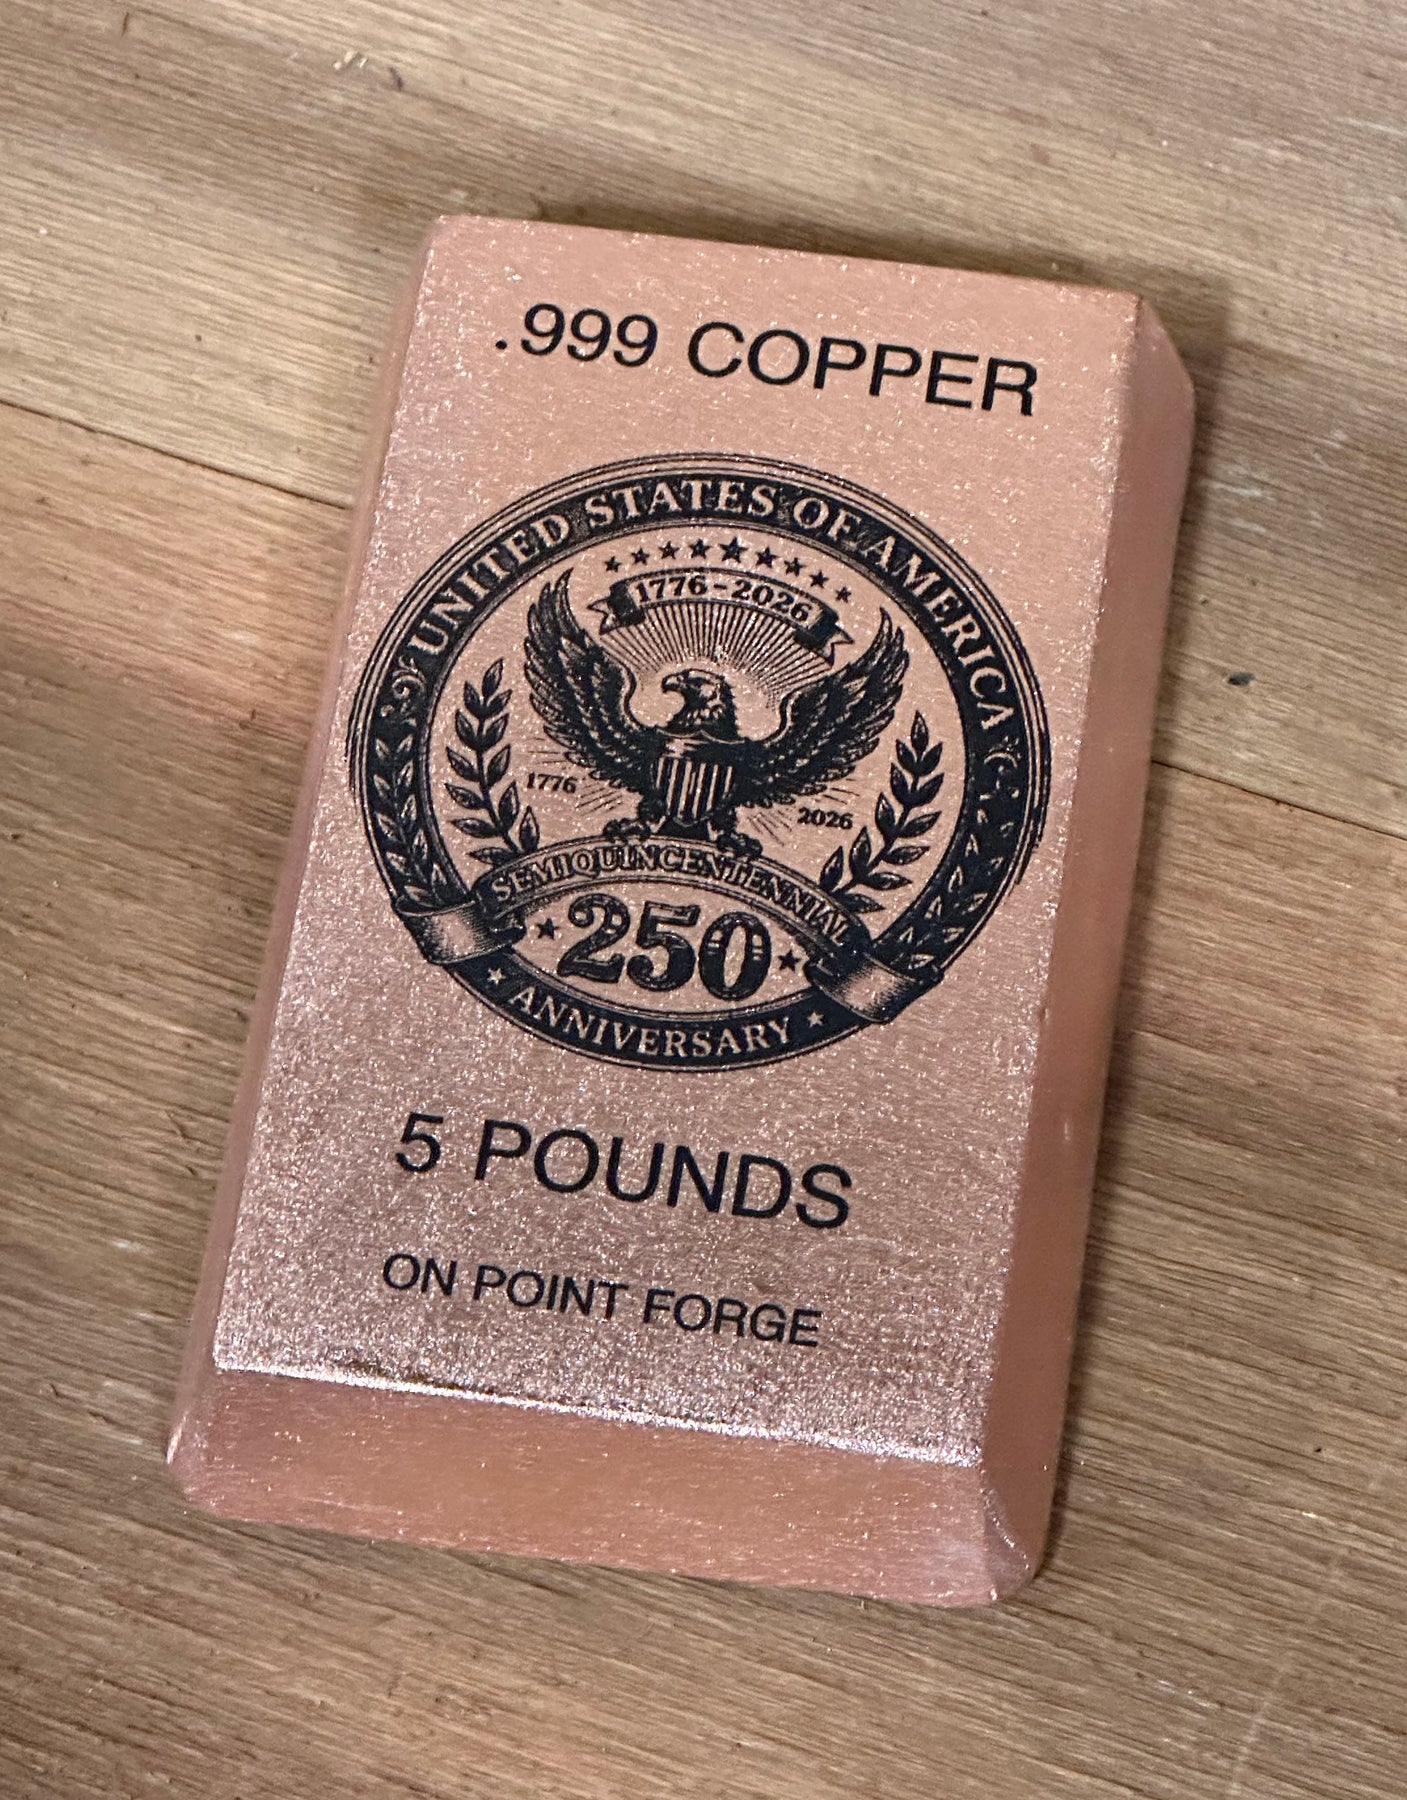 .999 COPPER
UNITED STATES OF AMERICA
1776-2026
1776
2026
SEMIQUINCENTENNIAL
250
ANNIVERSARY
5 POUNDS
ON POINT FORGE